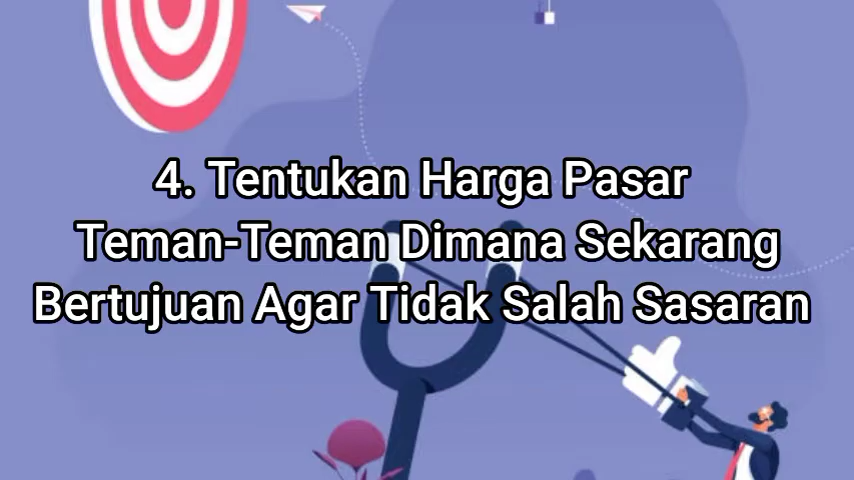 4. Tentukan Harga Pasar
Teman-Teman Dimana Sekarang
Bertujuan Agar Tidak Salah Sasaran